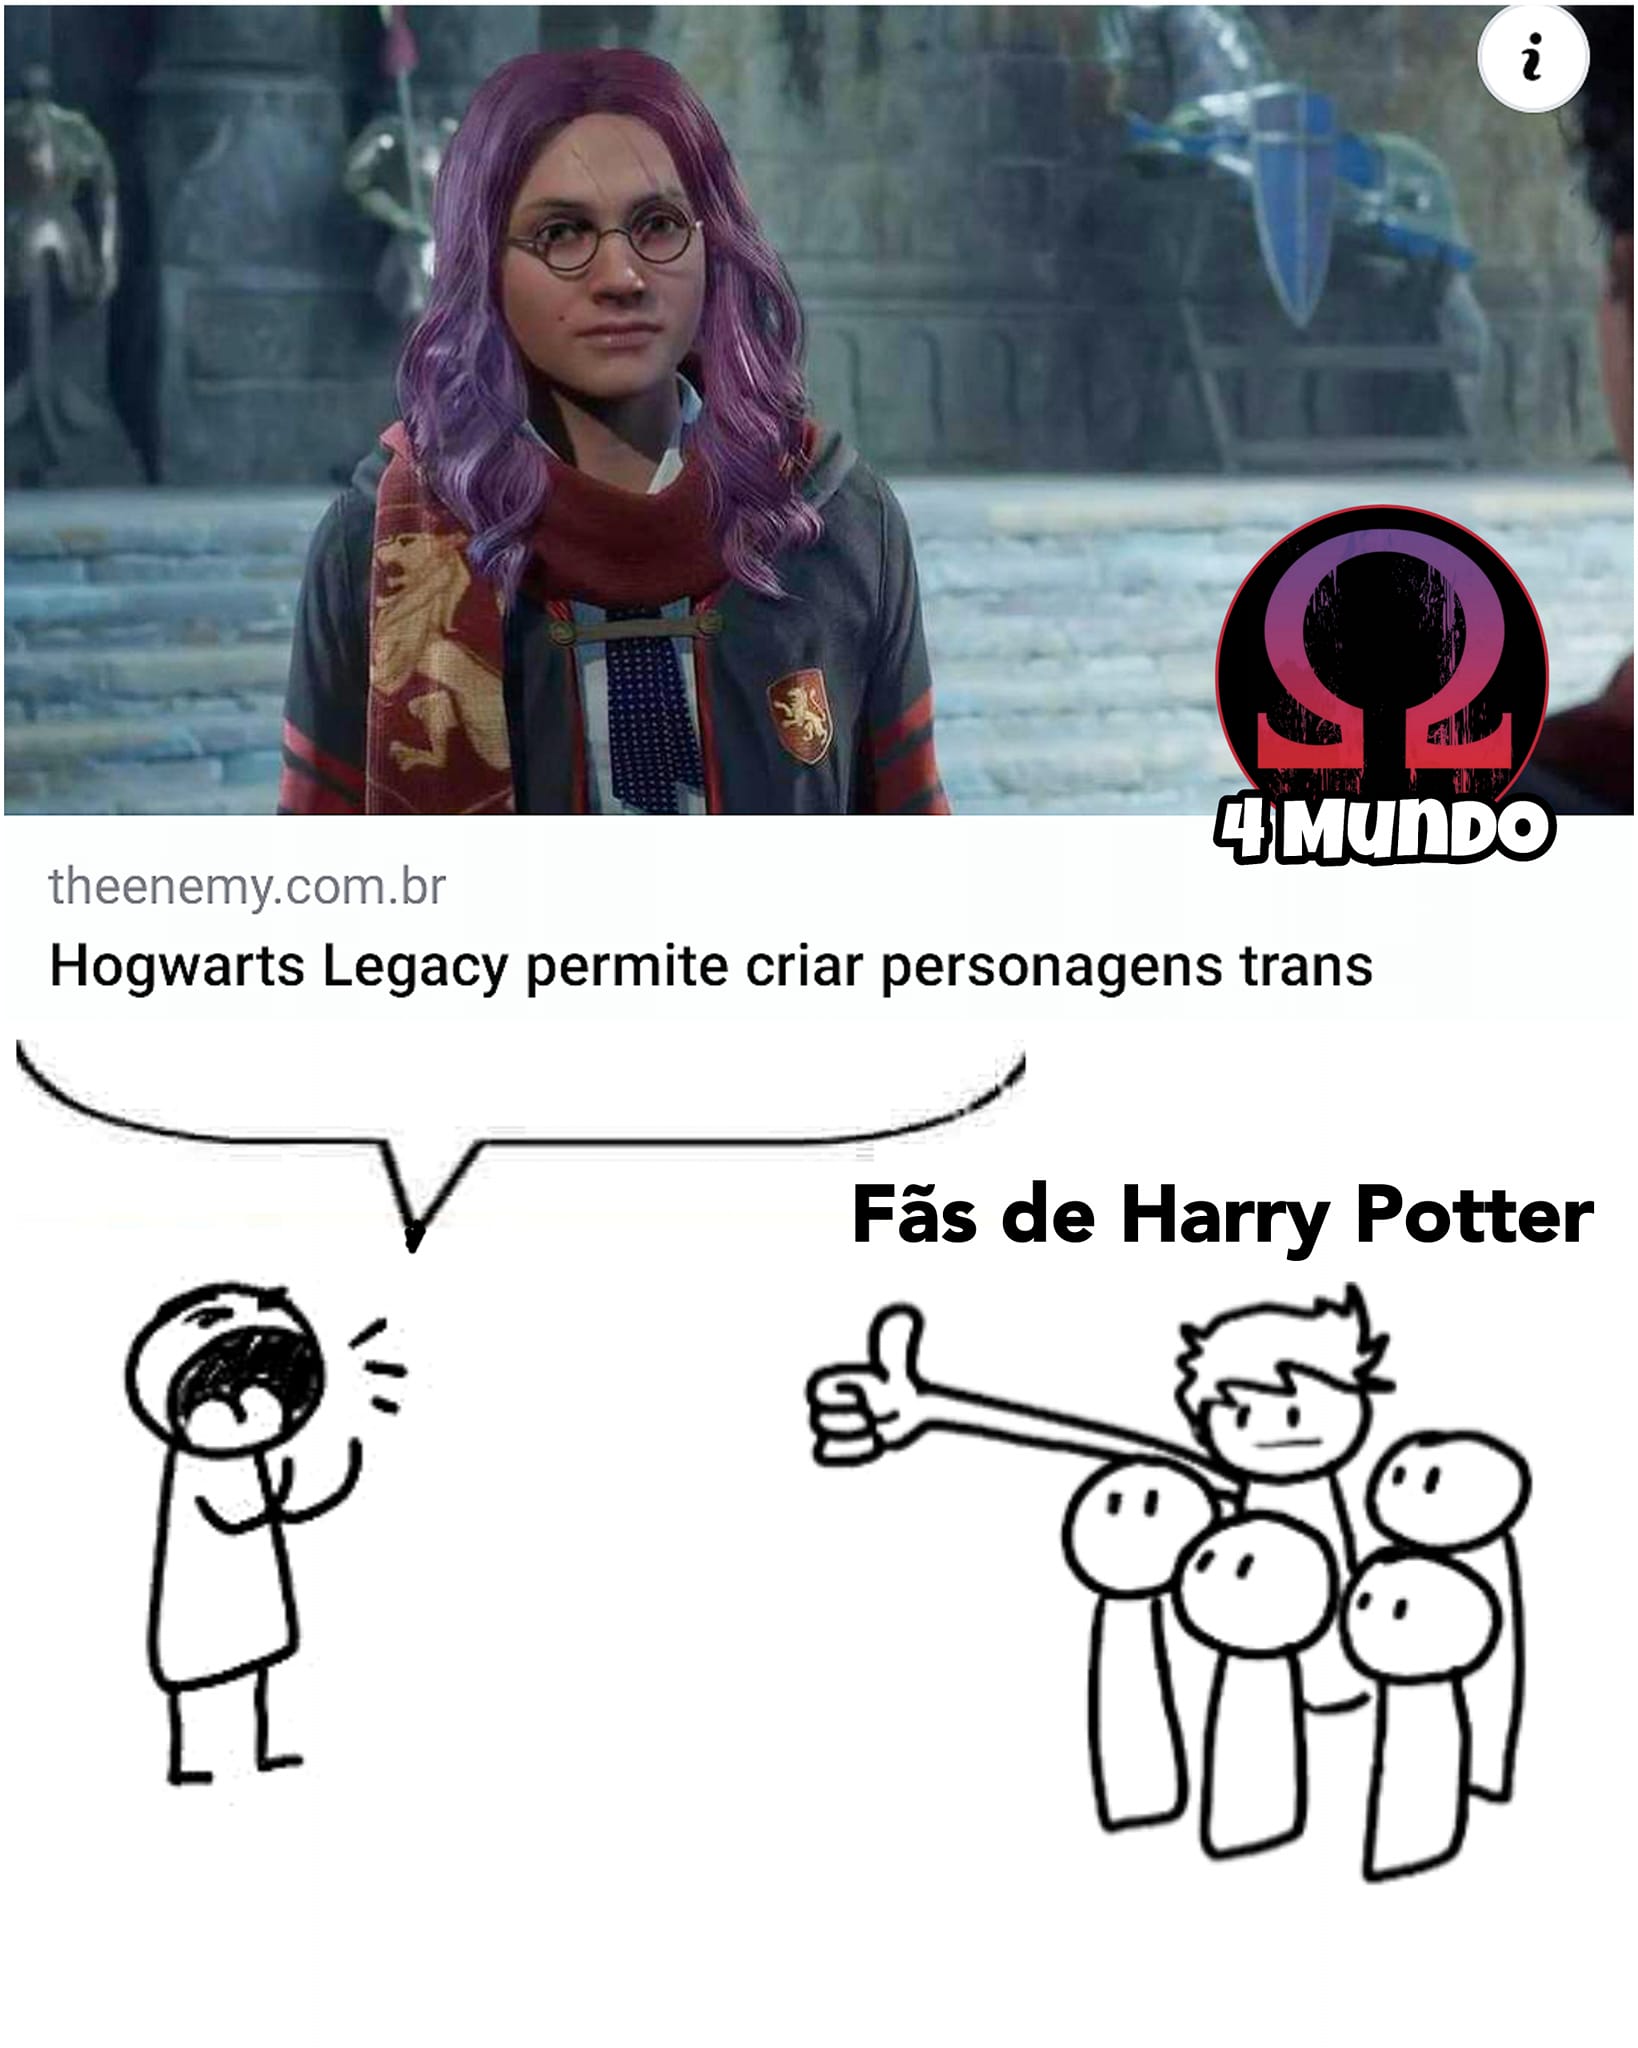 i
Ω
4 Mundo
theenemy.com.br
Hogwarts Legacy permite criar personagens trans
Fãs de Harry Potter